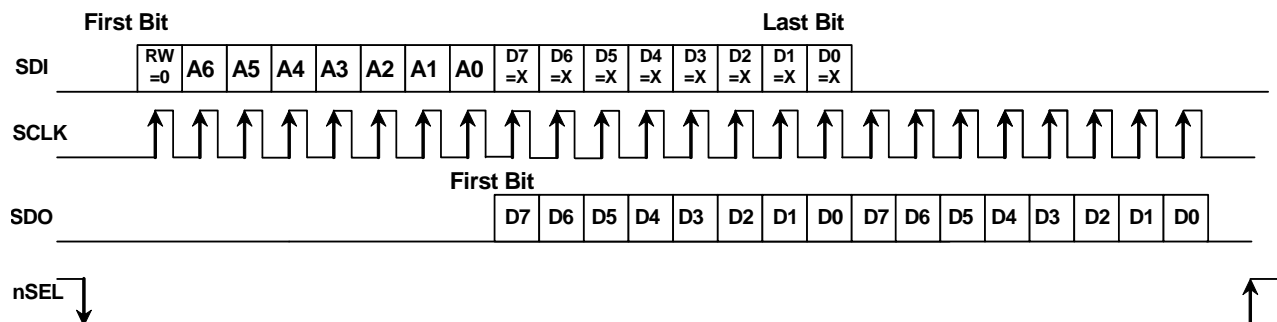 First Bit Last Bit
SDI RW =0 A6 A5 A4 A3 A2 A1 A0 D7 =X D6 =X D5 =X D4 =X D3 =X D2 =X D1 =X D0 =X
SCLK
First Bit
SDO D7 D6 D5 D4 D3 D2 D1 D0 D7 D6 D5 D4 D3 D2 D1 D0
nSEL